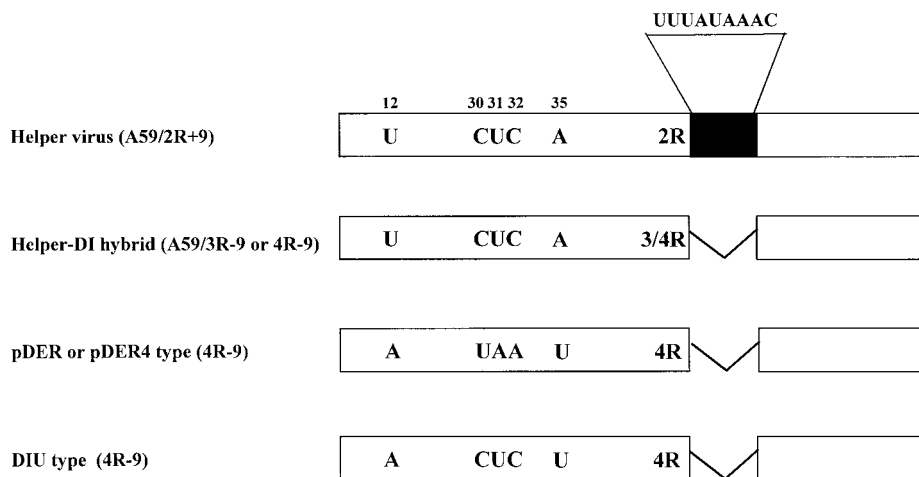 UUUAUAAAC
12 30 31 32 35
Helper virus (A59/2R+9) U CUC A 2R
Helper-DI hybrid (A59/3R-9 or 4R-9) U CUC A 3/4R
pDER or pDER4 type (4R-9) A UAA U 4R
DIU type (4R-9) A CUC U 4R